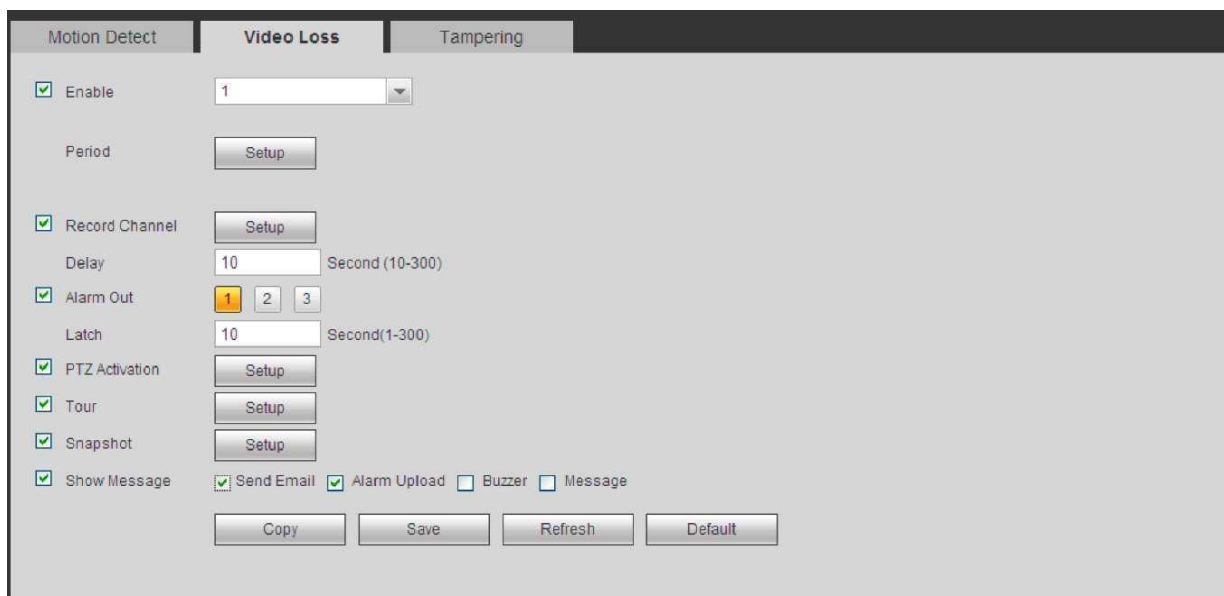 Motion Detect Video Loss Tampering
Enable 1
Period Setup
Record Channel Setup
Delay 10 Second (10-300)
Alarm Out 1 2 3
Latch 10 Second(1-300)
PTZ Activation Setup
Tour Setup
Snapshot Setup
Show Message Send Email Alarm Upload Buzzer Message
Copy Save Refresh Default